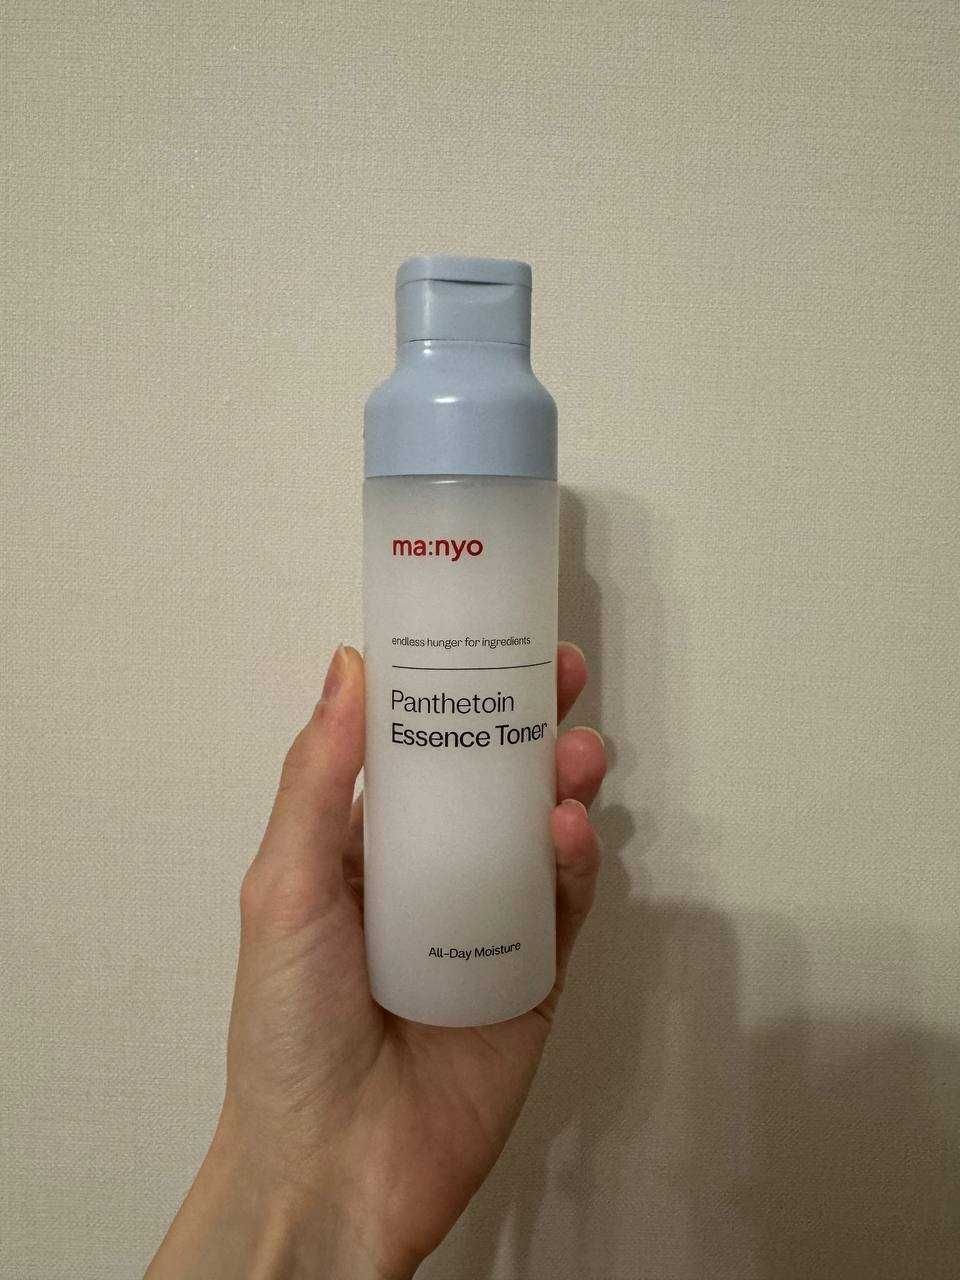 ma:nyo
endless hunger for ingredients
Panthetoin
Essence Toner
All-Day Moisture